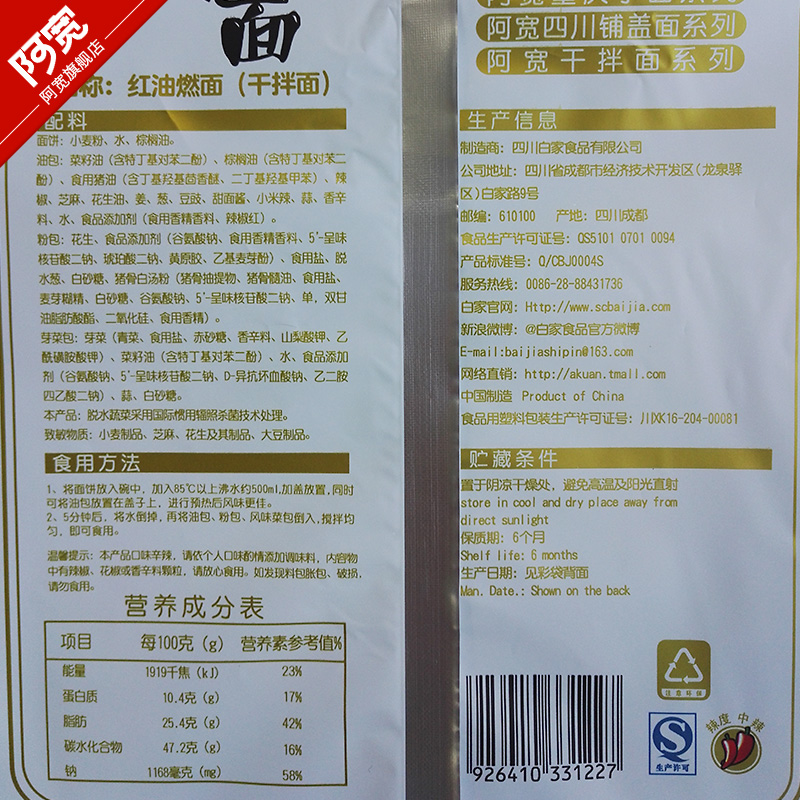 阿宽
阿宽旗舰店
面
称：红油燃面（干拌面）
配料
面饼：小麦粉、水、棕榈油。
油包：菜籽油（含特丁基对苯二酚）、棕榈油（含特丁基对苯二
酚）、食用猪油（含丁基羟基茴香醚、二丁基羟基甲苯）、辣
椒、芝麻、花生油、姜、葱、豆豉、甜面酱、小米辣、蒜、香辛
料、水、食品添加剂（食用香精香料、辣椒红）。
粉包：花生、食品添加剂（谷氨酸钠、食用香精香料、5'-呈味
核苷酸二钠、琥珀酸二钠、黄原胶、乙基麦芽酚）、食用盐、脱
水葱、白砂糖、猪骨白汤粉（猪骨抽提物、猪骨髓油、食用盐、
麦芽糊精、白砂糖、谷氨酸钠、5'-呈味核苷酸二钠、单，双甘
油脂肪酸酯、二氧化硅、食用香精）。
芽菜包：芽菜（青菜、食用盐、赤砂糖、香辛料、山梨酸钾、乙
酰磺胺酸钾）、菜籽油（含特丁基对苯二酚）、水、食品添加
剂（谷氨酸钠、5'-呈味核苷酸二钠、D-异抗坏血酸钠、乙二胺
四乙酸二钠）、蒜、白砂糖。
本产品：脱水蔬菜采用国际惯用辐照杀菌技术处理。
致敏物质：小麦制品、芝麻、花生及其制品、大豆制品。
食用方法
1、将面饼放入碗中，加入85℃以上沸水约500ml，加盖放置，同时
可将油包放置在盖子上，进行预热后风味更佳。
2、5分钟后，将水倒掉，再将油包、粉包、风味菜包倒入，搅拌均
匀，即可食用。
温馨提示：本产品口味辛辣，请依个人口味酌情添加调味料，内容物
中有辣椒、花椒或香辛料颗粒，请放心食用。如发现料包胀包、破损，
请勿食用。
营养成分表
项目 每100克（g） 营养素参考值%
能量 1919千焦（kJ） 23%
蛋白质 10.4克（g） 17%
脂肪 25.4克（g） 42%
碳水化合物 47.2克（g） 16%
钠 1168毫克（mg） 58%
阿宽四川铺盖面系列
阿宽干拌面系列
生产信息
制造商：四川白家食品有限公司
公司地址：四川省成都市经济技术开发区（龙泉驿
区）白家路9号
邮编：610100 产地：四川成都
食品生产许可证号：QS5101 0701 0094
产品标准号：Q/CBJ0004S
服务热线：0086-28-88431736
白家官网：Http://www.scbaijia.com
新浪微博：@白家食品官方微博
E-mail:baijiashipin@163.com
网络直销：http://akuan.tmall.com
中国制造 Product of China
食品用塑料包装生产许可证号：川XK16-204-00081
贮藏条件
置于阴凉干燥处，避免高温及阳光直射
store in cool and dry place away from
direct sunlight
保质期：6个月
Shelf life: 6 months
生产日期：见彩袋背面
Man. Date.: Shown on the back
注意环保
926410 331227
生产许可
辣度 中辣